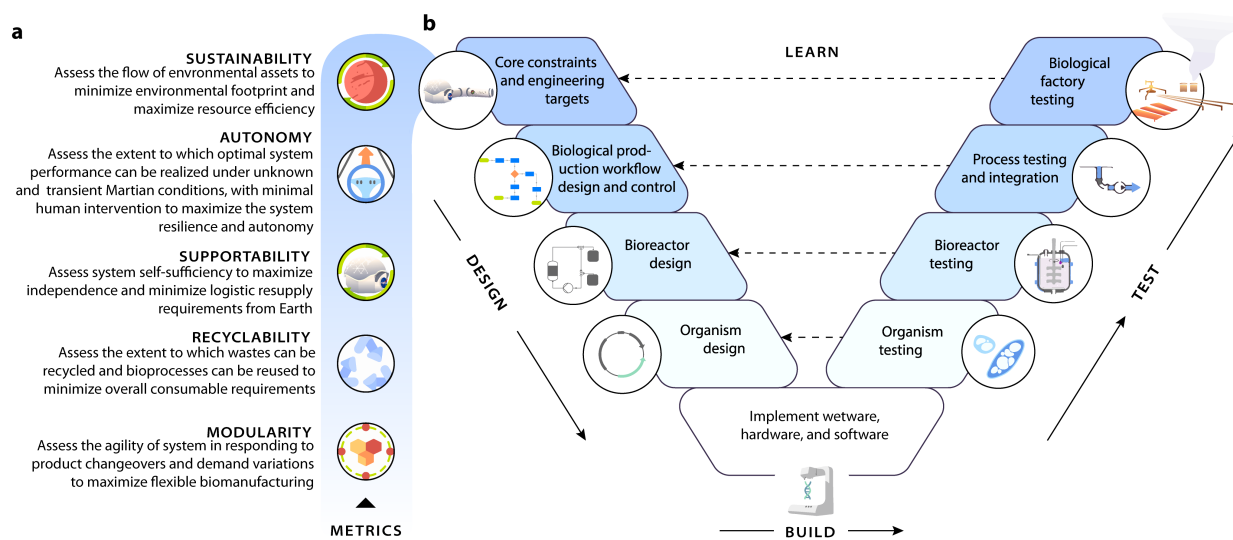 a
SUSTAINABILITY
Assess the flow of envronmental assets to
minimize environmental footprint and
maximize resource efficiency
AUTONOMY
Assess the extent to which optimal system
performance can be realized under unknown
and transient Martian conditions, with minimal
human intervention to maximize the system
resilience and autonomy
SUPPORTABILITY
Assess system self-sufficiency to maximize
independence and minimize logistic resupply
requirements from Earth
RECYCLABILITY
Assess the extent to which wastes can be
recycled and bioprocesses can be reused to
minimize overall consumable requirements
MODULARITY
Assess the agility of system in responding to
product changeovers and demand variations
to maximize flexible biomanufacturing
METRICS
b
LEARN
Core constraints
and engineering
targets
Biological
factory
testing
Biological prod-
uction workflow
design and control
Process testing
and integration
Bioreactor
design
Bioreactor
testing
Organism
design
Organism
testing
Implement wetware,
hardware, and software
DESIGN
BUILD
TEST